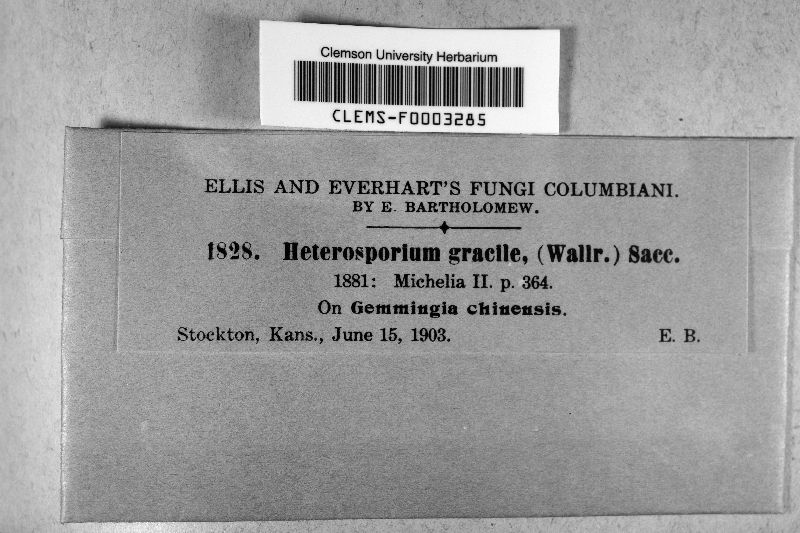 Clemson University Herbarium
CLEMS-F0003285
ELLIS AND EVERHART'S FUNGI COLUMBIANI.
BY E. BARTHOLOMEW.
1828. Heterosporium gracile, (Wallr.) Sacc.
1881: Michelia II. p. 364.
On Gemmingia chinensis.
Stockton, Kans., June 15, 1903. E. B.